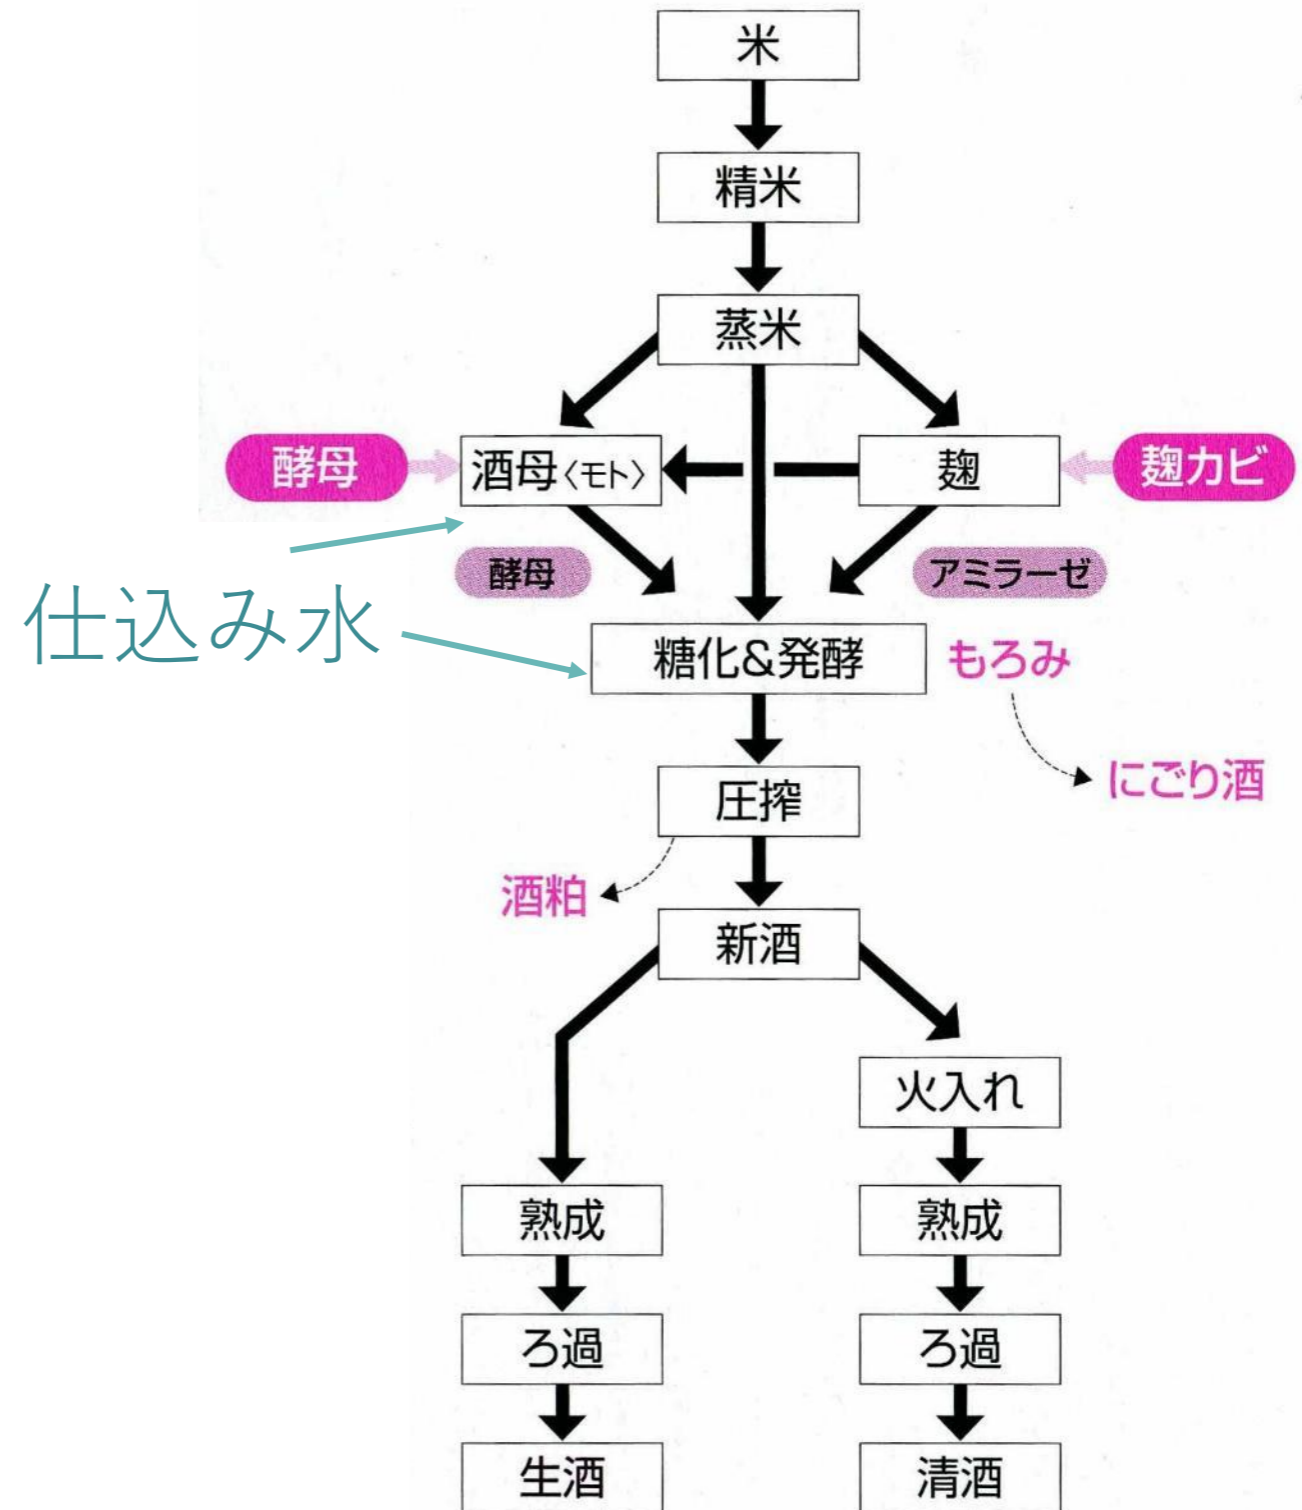 米
精米
蒸米
酵母
酒母〈モト〉
麹
麹カビ
酵母
アミラーゼ
仕込み水
糖化&発酵
もろみ
にごり酒
圧搾
酒粕
新酒
火入れ
熟成
熟成
ろ過
ろ過
生酒
清酒